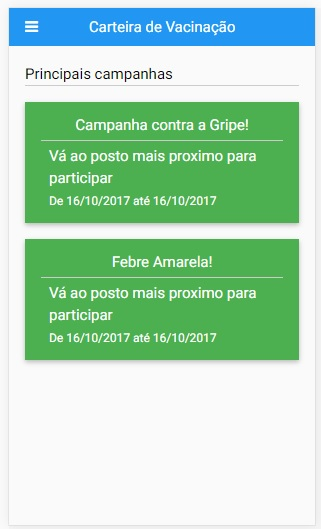 Carteira de Vacinação
Principais campanhas
Campanha contra a Gripe!
Vá ao posto mais proximo para
participar
De 16/10/2017 até 16/10/2017
Febre Amarela!
Vá ao posto mais proximo para
participar
De 16/10/2017 até 16/10/2017